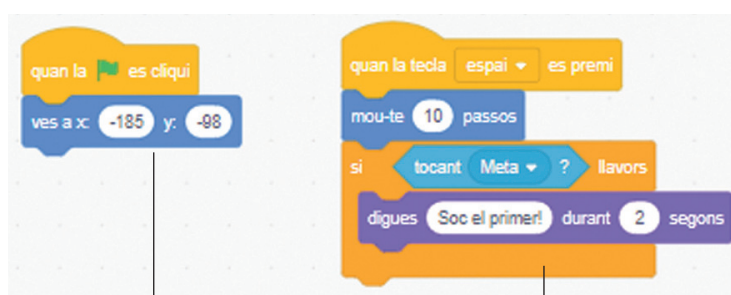 quan la es cliqui
ves a x: -185 y: -98
quan la tecla espai es premi
mou-te 10 passos
si tocant Meta ? llavors
digues Soc el primer! durant 2 segons